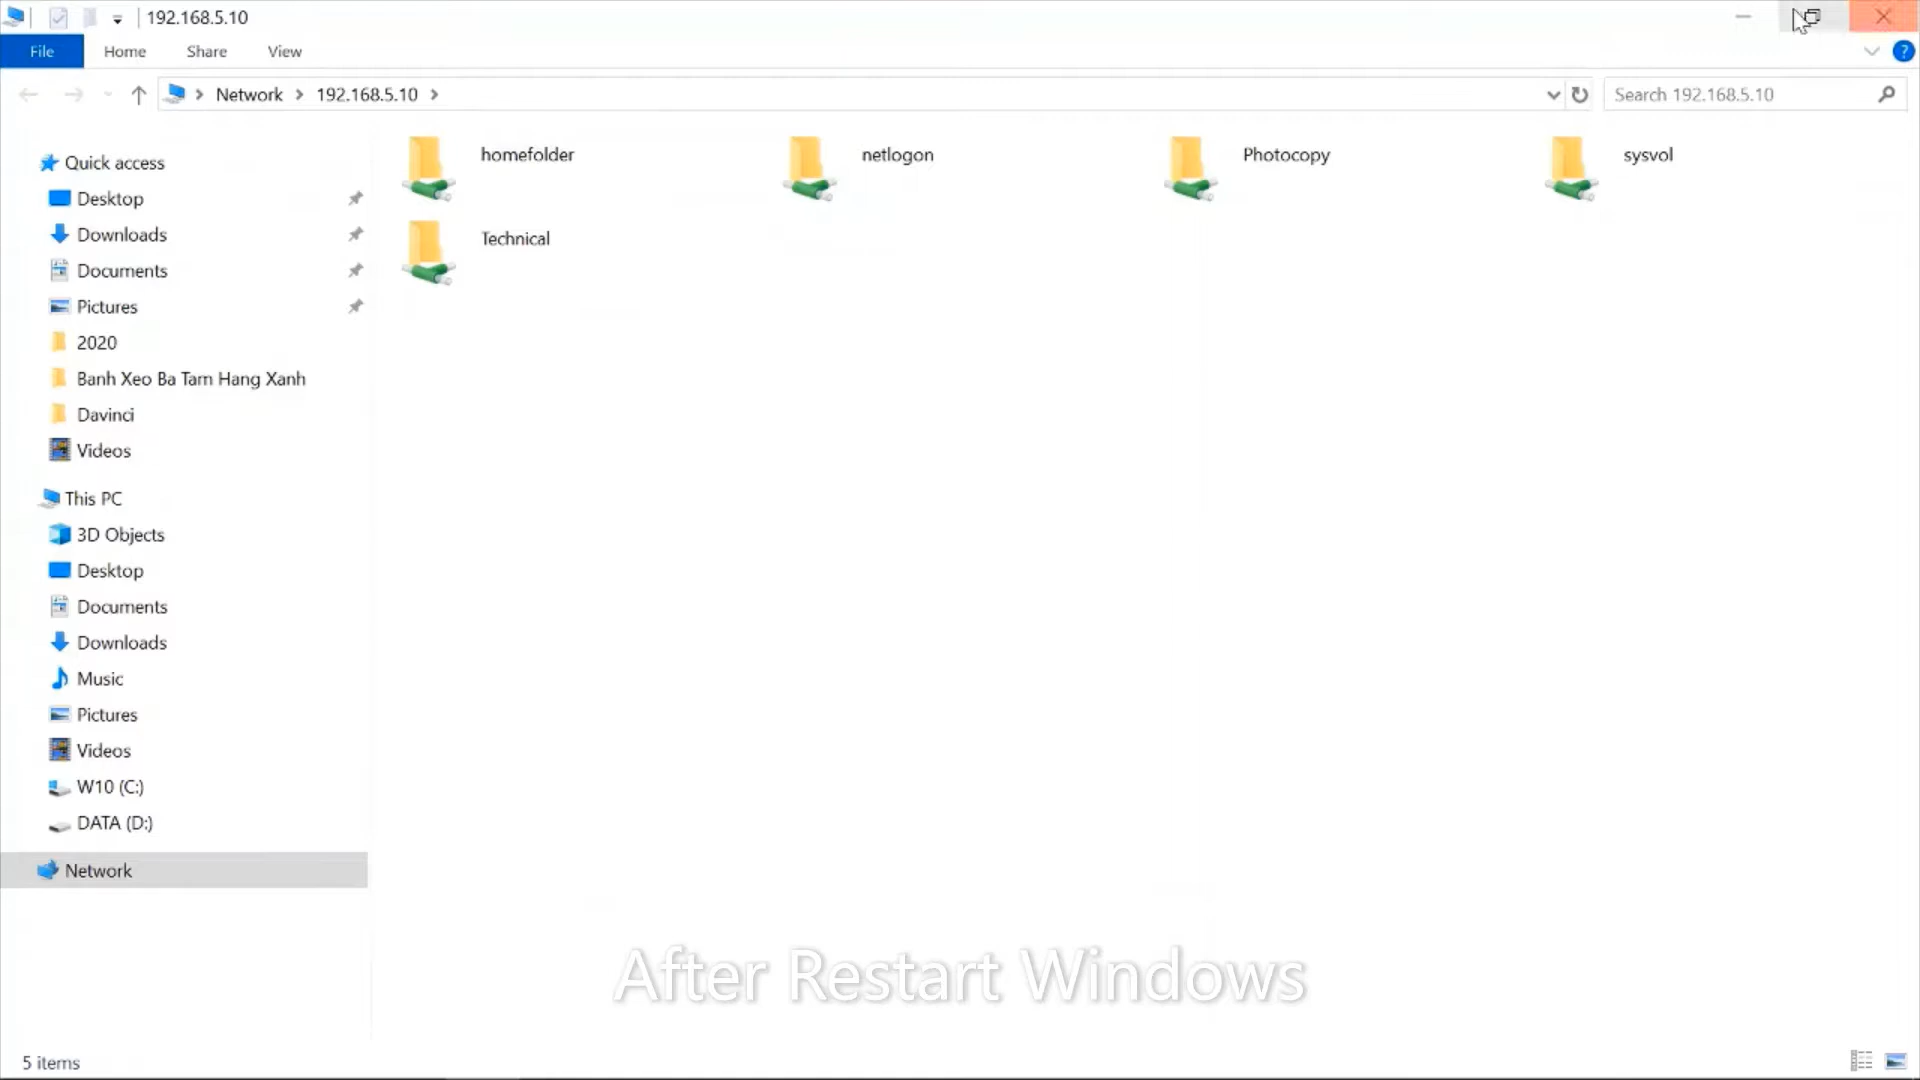 192.168.5.10
File Home Share View
?
Network 192.168.5.10
Search 192.168.5.10
Quick access
Desktop
Downloads
Documents
Pictures
2020
Banh Xeo Ba Tam Hang Xanh
Davinci
Videos
This PC
3D Objects
Desktop
Documents
Downloads
Music
Pictures
Videos
W10 (C:)
DATA (D:)
Network
homefolder netlogon Photocopy sysvol
Technical
After Restart Windows
5 items